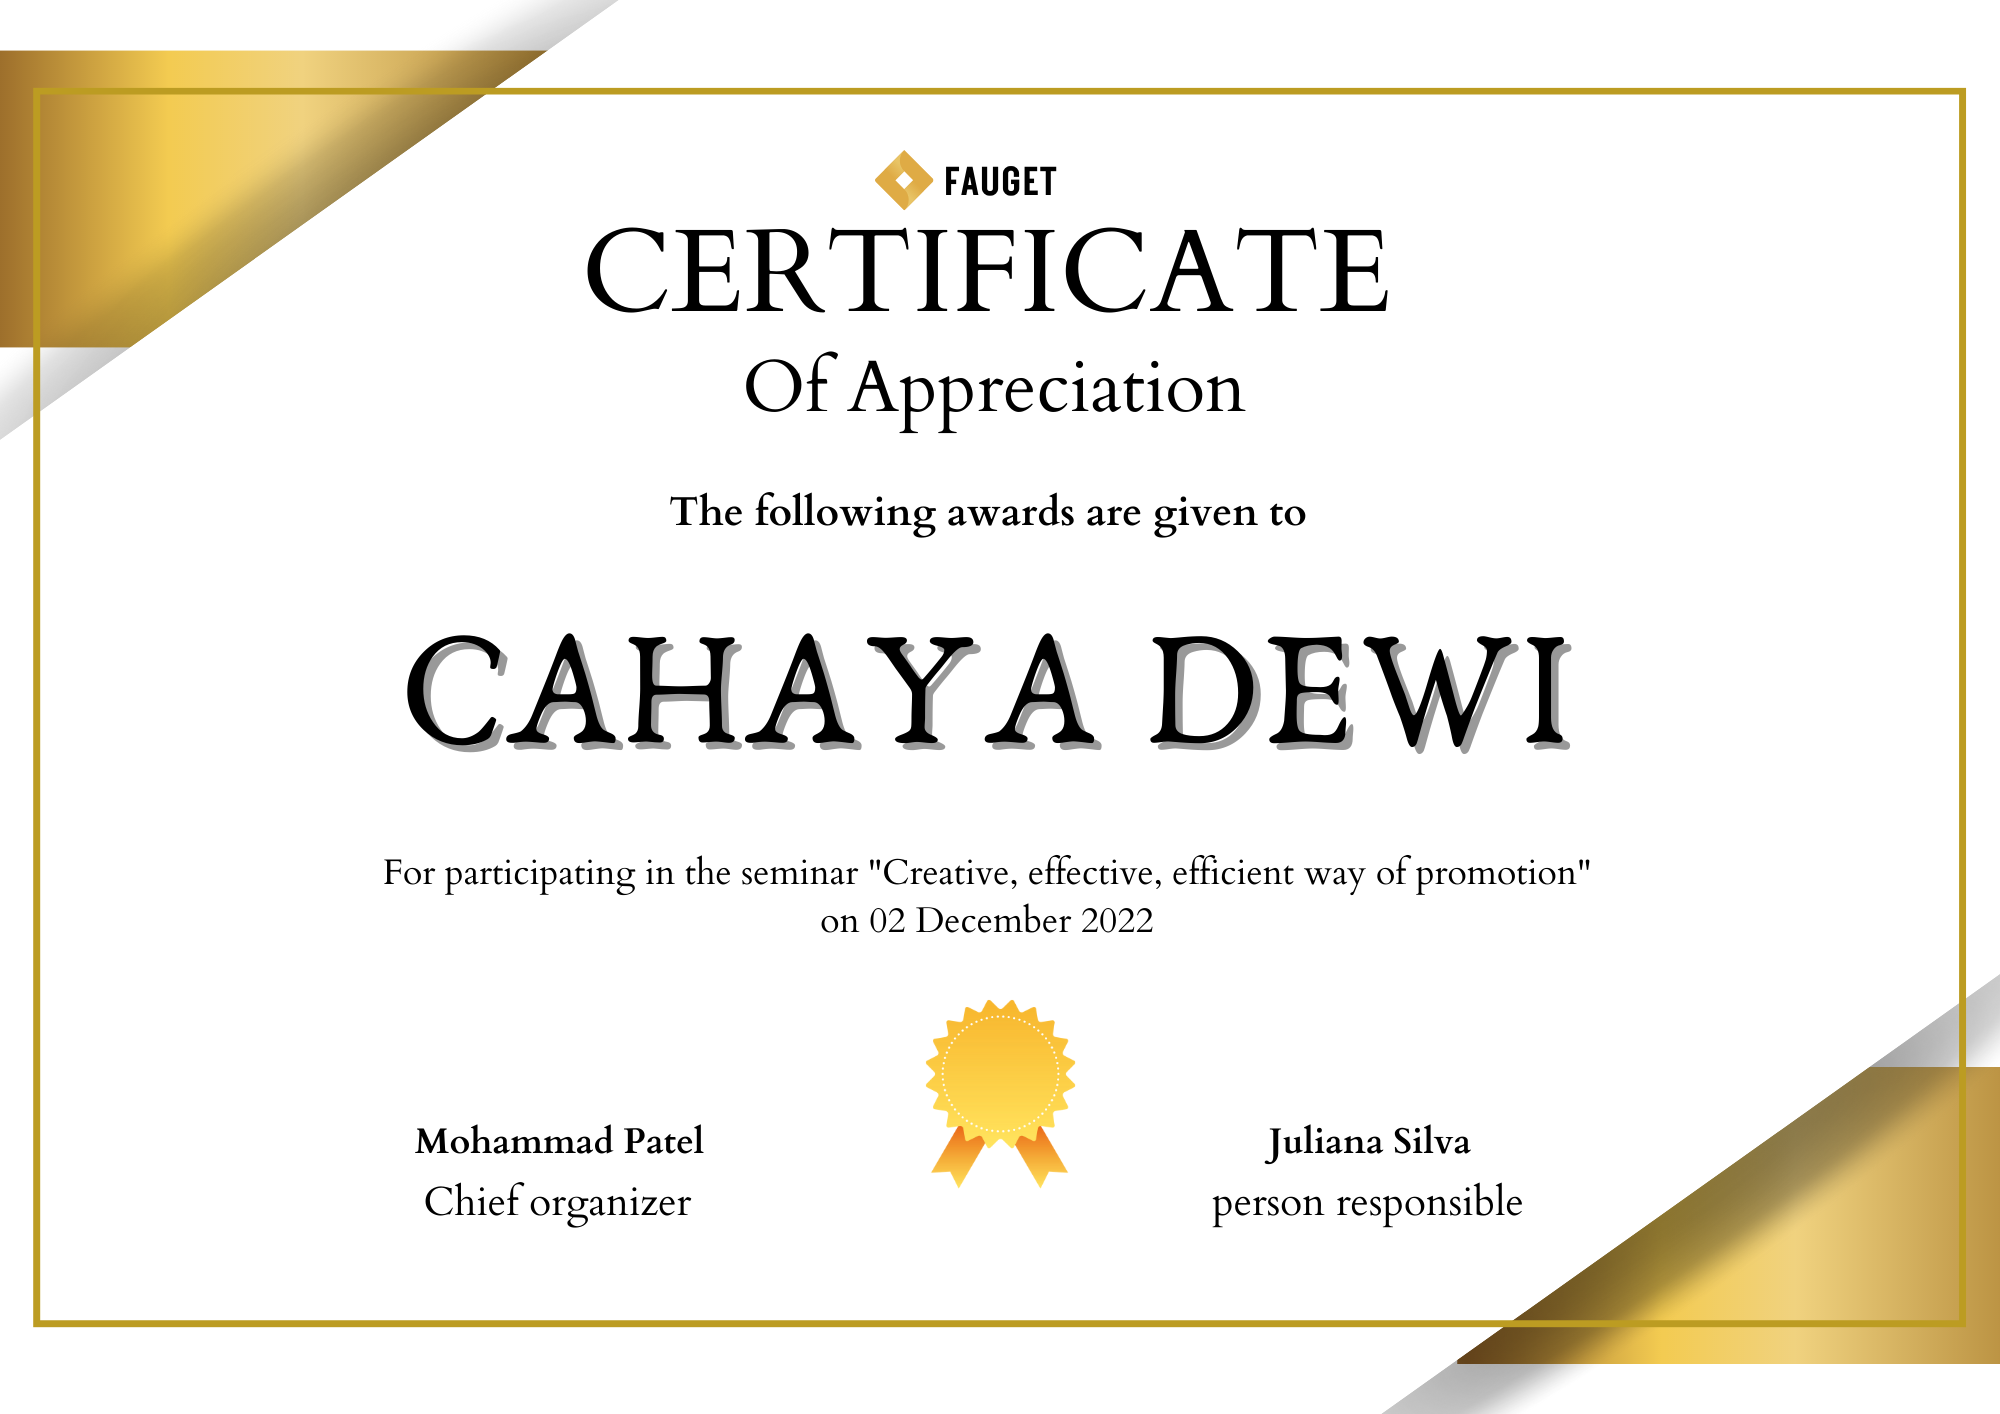 FAUGET
CERTIFICATE
Of Appreciation
The following awards are given to
CAHAYA DEWI
For participating in the seminar "Creative, effective, efficient way of promotion"
on 02 December 2022
Mohammad Patel
Chief organizer
Juliana Silva
person responsible